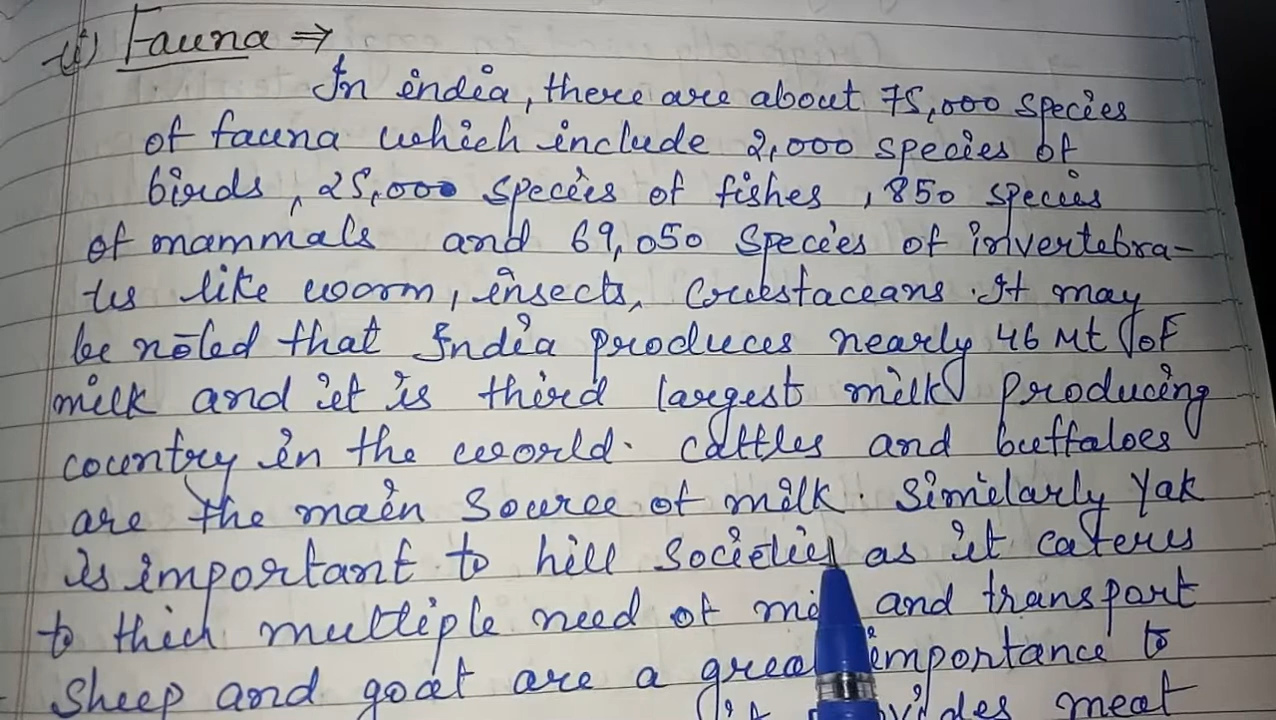 ii) Fauna ⇒
In india, there are about 75,000 species
of fauna which include 2,000 species of
birds, 25,000 species of fishes, 850 species
of mammals and 69,050 species of invertebra-
tes like worm, insects, crustaceans. It may
be noted that India produces nearly 46 Mt of
milk and it is third largest milk producing
country in the world. Cattles and buffaloes
are the main source of milk. Similarly Yak
is important to hill societies as it caters
to their multiple need of and transport
Sheep and goat are a great importance to
meat